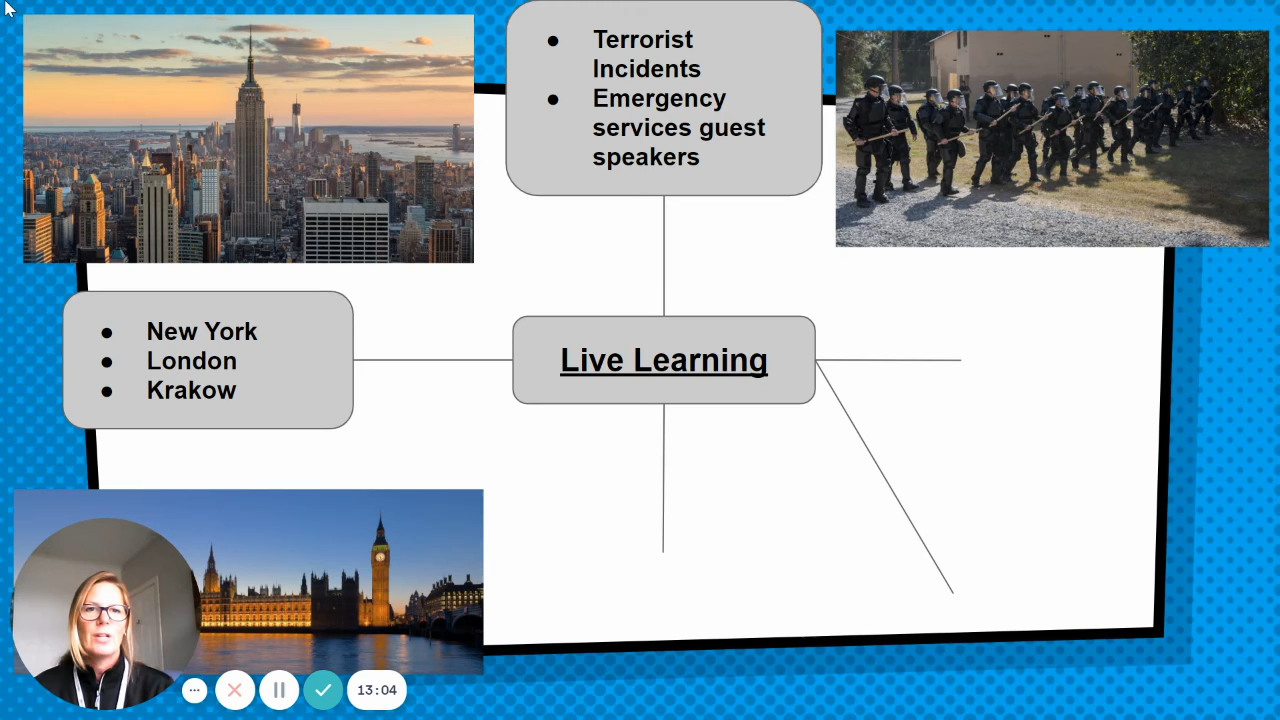 ● Terrorist
Incidents
● Emergency
services guest
speakers
● New York
● London
● Krakow
Live Learning
13:04